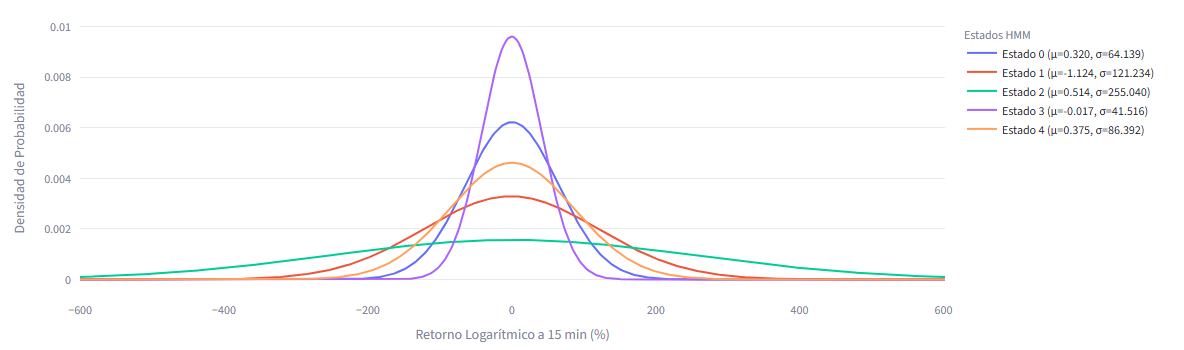 0.01
0.008
0.006
0.004
0.002
0
Densidad de Probabilidad
−600
−400
−200
0
200
400
600
Retorno Logarítmico a 15 min (%)
Estados HMM
Estado 0 (μ=0.320, σ=64.139)
Estado 1 (μ=-1.124, σ=121.234)
Estado 2 (μ=0.514, σ=255.040)
Estado 3 (μ=-0.017, σ=41.516)
Estado 4 (μ=0.375, σ=86.392)